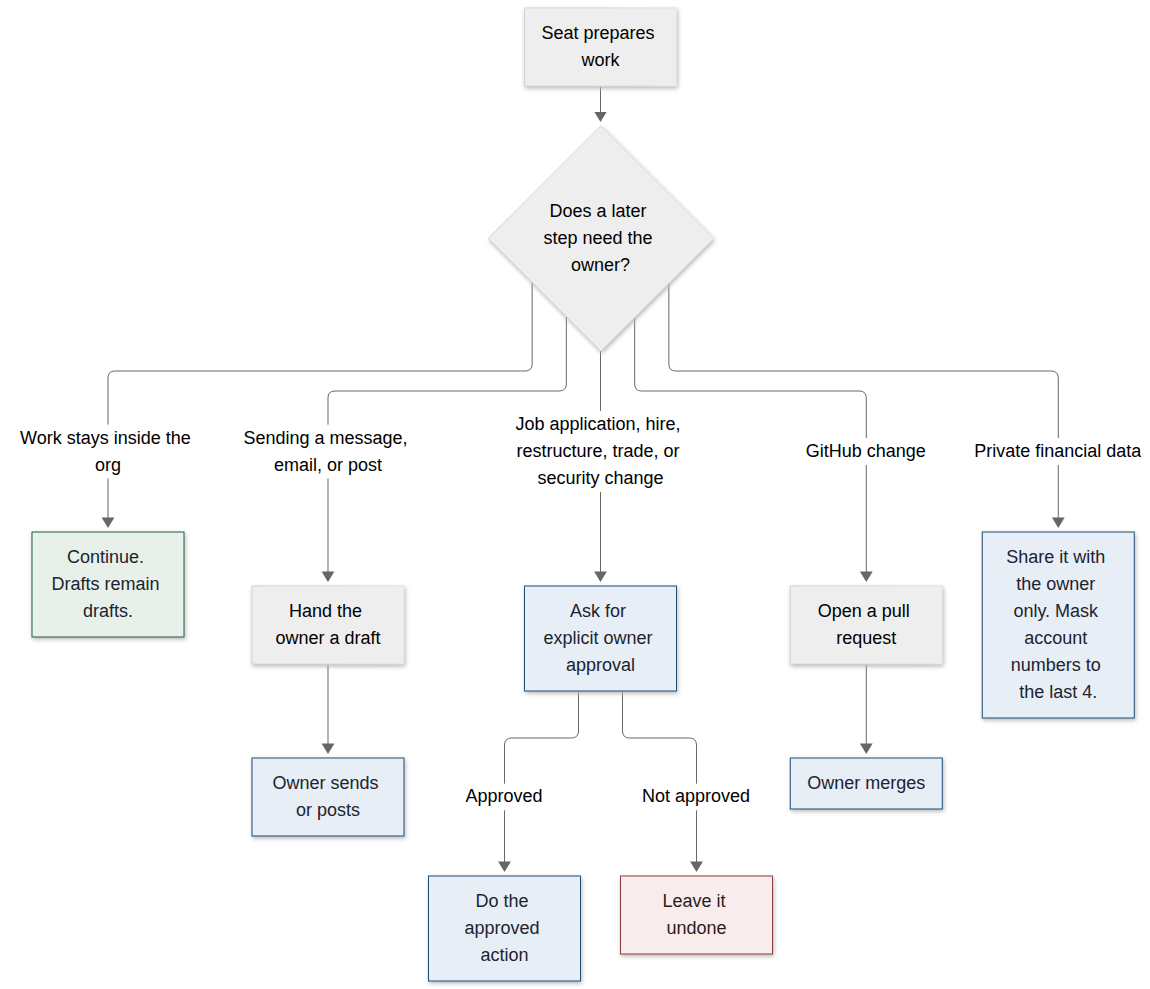 Seat prepares
work
Does a later
step need the
owner?
Work stays inside the
org
Sending a message,
email, or post
Job application, hire,
restructure, trade, or
security change
GitHub change
Private financial data
Continue.
Drafts remain
drafts.
Hand the
owner a draft
Ask for
explicit owner
approval
Open a pull
request
Share it with
the owner
only. Mask
account
numbers to
the last 4.
Owner sends
or posts
Approved
Not approved
Owner merges
Do the
approved
action
Leave it
undone